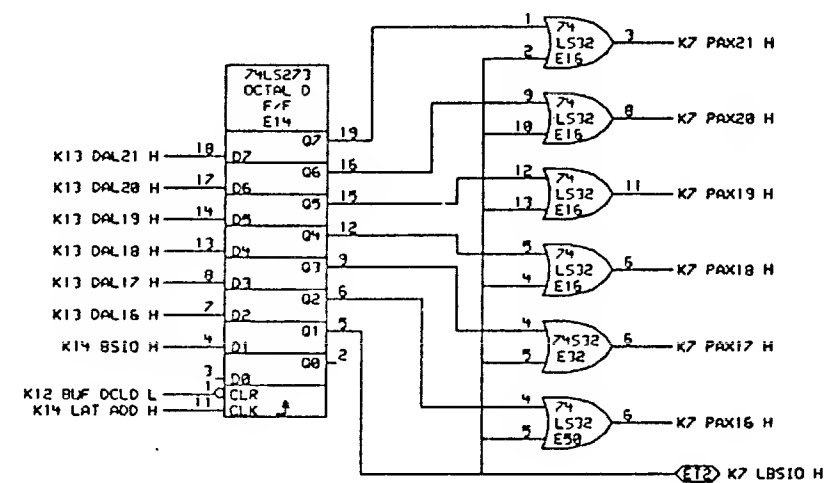 74LS273
OCTAL D
F/F
E14
K13 DAL21 H 18 D7 Q7 19
K13 DAL20 H 17 D6 Q6 16
K13 DAL19 H 14 D5 Q5 15
K13 DAL18 H 13 D4 Q4 12
K13 DAL17 H 8 D3 Q3 9
K13 DAL16 H 7 D2 Q2 6
K14 BSIO H 4 D1 Q1 5
3 D0 Q0 2
K12 BUF DCLO L 1 CLR
K14 LAT ADD H 11 CLK
1 2 74 LS32 E16 3 K7 PAX21 H
9 10 74 LS32 E16 8 K7 PAX20 H
12 13 74 LS32 E16 11 K7 PAX19 H
5 4 74 LS32 E16 6 K7 PAX18 H
4 5 74S32 E32 6 K7 PAX17 H
4 5 74 LS32 E50 6 K7 PAX16 H
ET2 K7 LBSIO H